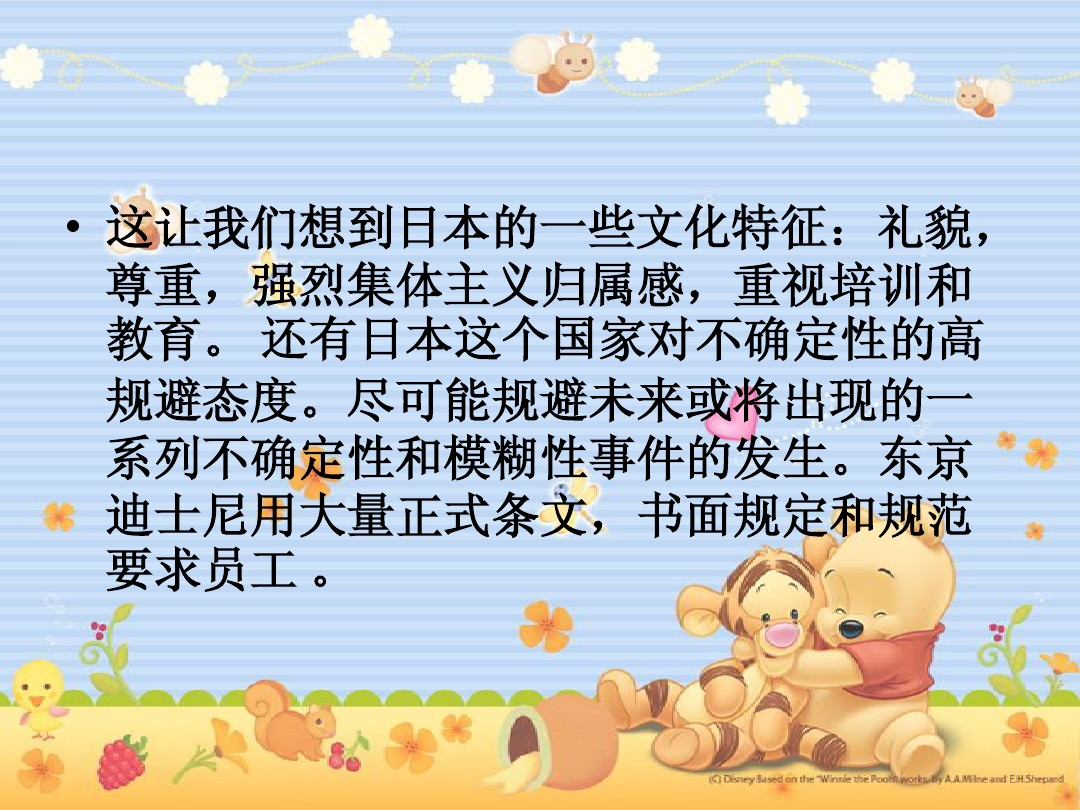 • 这让我们想到日本的一些文化特征：礼貌，
尊重，强烈集体主义归属感，重视培训和
教育。 还有日本这个国家对不确定性的高
规避态度。尽可能规避未来或将出现的一
系列不确定性和模糊性事件的发生。东京
迪士尼用大量正式条文，书面规定和规范
要求员工 。
(C) Disney Based on the "Winnie the Pooh" works, by A.A.Milne and E.H.Shepard